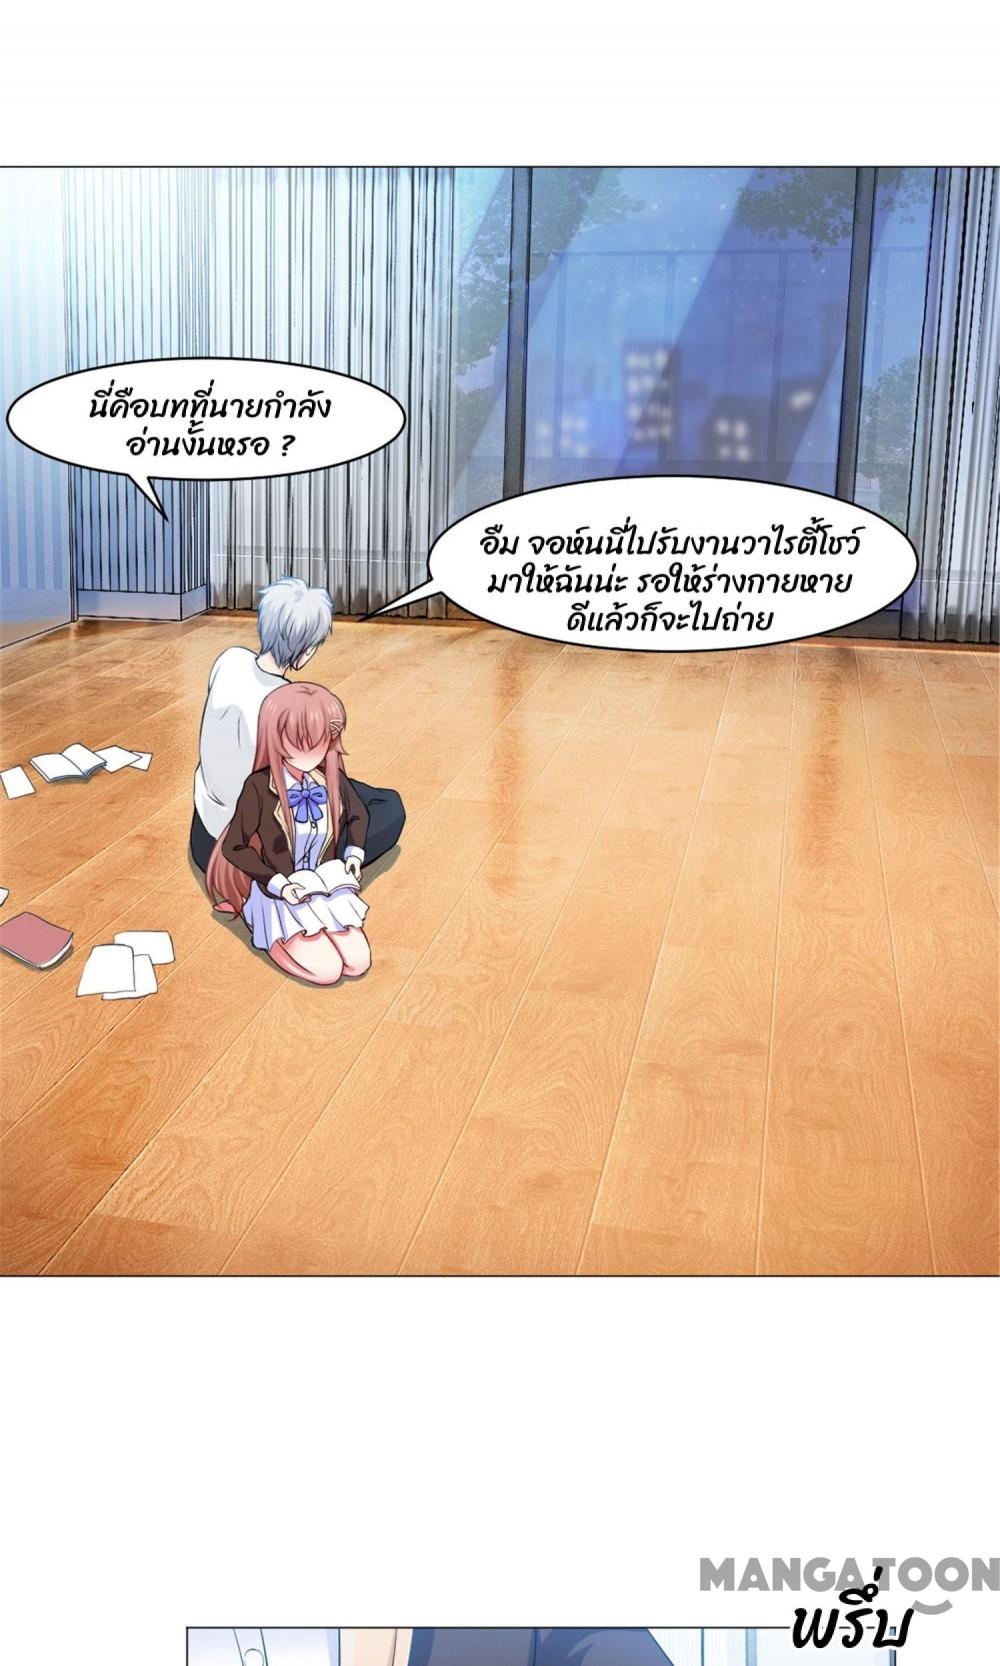 นี่คือบทที่นายกำลัง
อ่านงั้นหรอ ?
อืม จอห์นนี่ไปรับงานวาไรตี้โชว์
มาให้ฉันน่ะ รอให้ร่างกายหาย
ดีแล้วก็จะไปถ่าย
MANGATOON
พรึ่บ